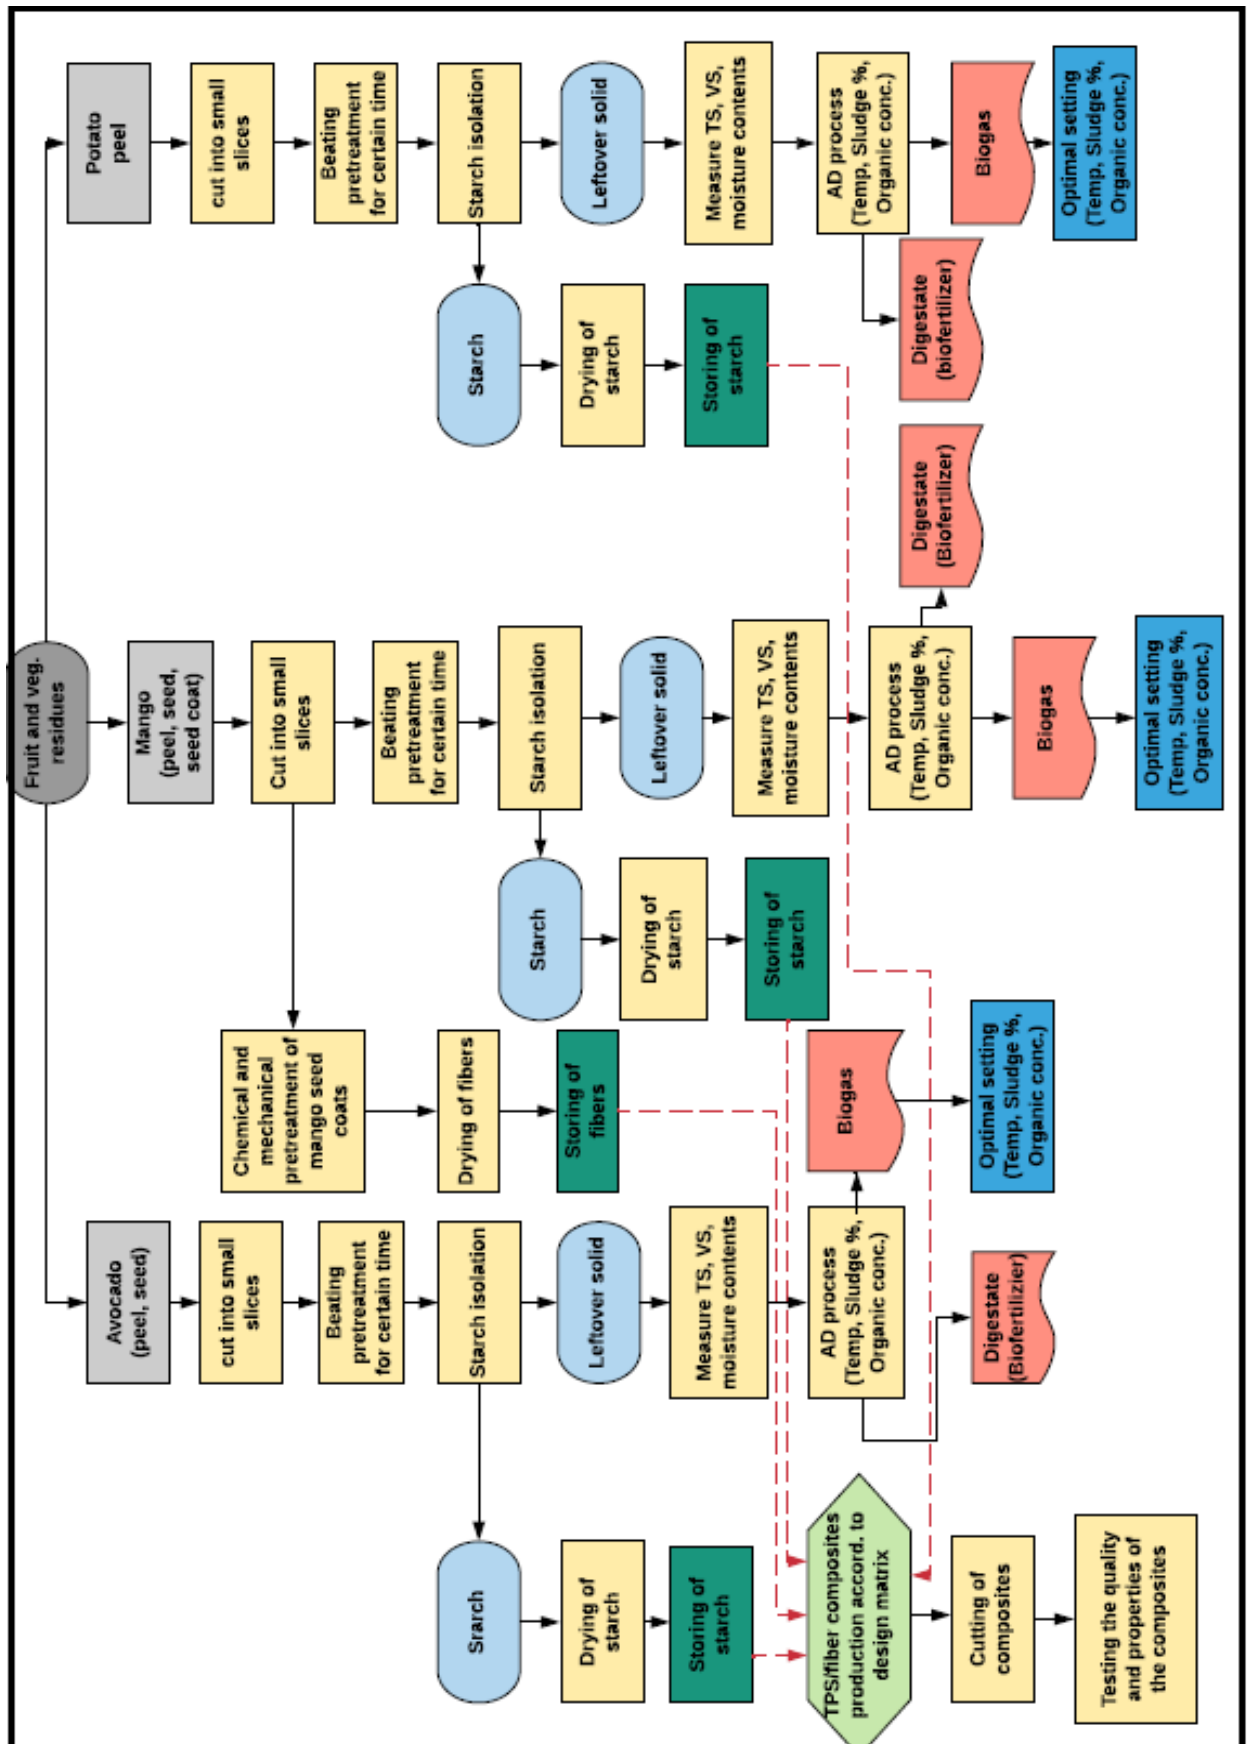 Fruit and veg.
residues
Avocado
(peel, seed)
cut into small
slices
Beating
pretreatment
for certain time
Starch isolation
Leftover solid
Measure TS, VS,
moisture contents
AD process
(Temp, Sludge %,
Organic conc.)
Biogas
Optimal setting
(Temp, Sludge %,
Organic conc.)
Digestate
(Biofertilizier)
Srarch
Drying of
starch
Storing of
starch
TPS/fiber composites
production accord. to
design matrix
Cutting of
composites
Testing the quality
and properties of
the composites
Mango
(peel, seed,
seed coat)
Cut into small
slices
Chemical and
mechanical
pretreatment of
mango seed
coats
Drying of fibers
Storing of
fibers
Beating
pretreatment
for certain time
Starch isolation
Starch
Drying of
starch
Storing of
starch
Leftover solid
Measure TS, VS,
moisture contents
AD process
(Temp, Sludge %,
Organic conc.)
Digestate
(Biofertilizer)
Biogas
Optimal setting
(Temp, Sludge %,
Organic conc.)
Potato
peel
cut into small
slices
Beating
pretreatment
for certain time
Starch isolation
Starch
Drying of
starch
Storing of
starch
Leftover solid
Measure TS, VS,
moisture contents
AD process
(Temp, Sludge %,
Organic conc.)
Digestate
(biofertilizer)
Biogas
Optimal setting
(Temp, Sludge %,
Organic conc.)